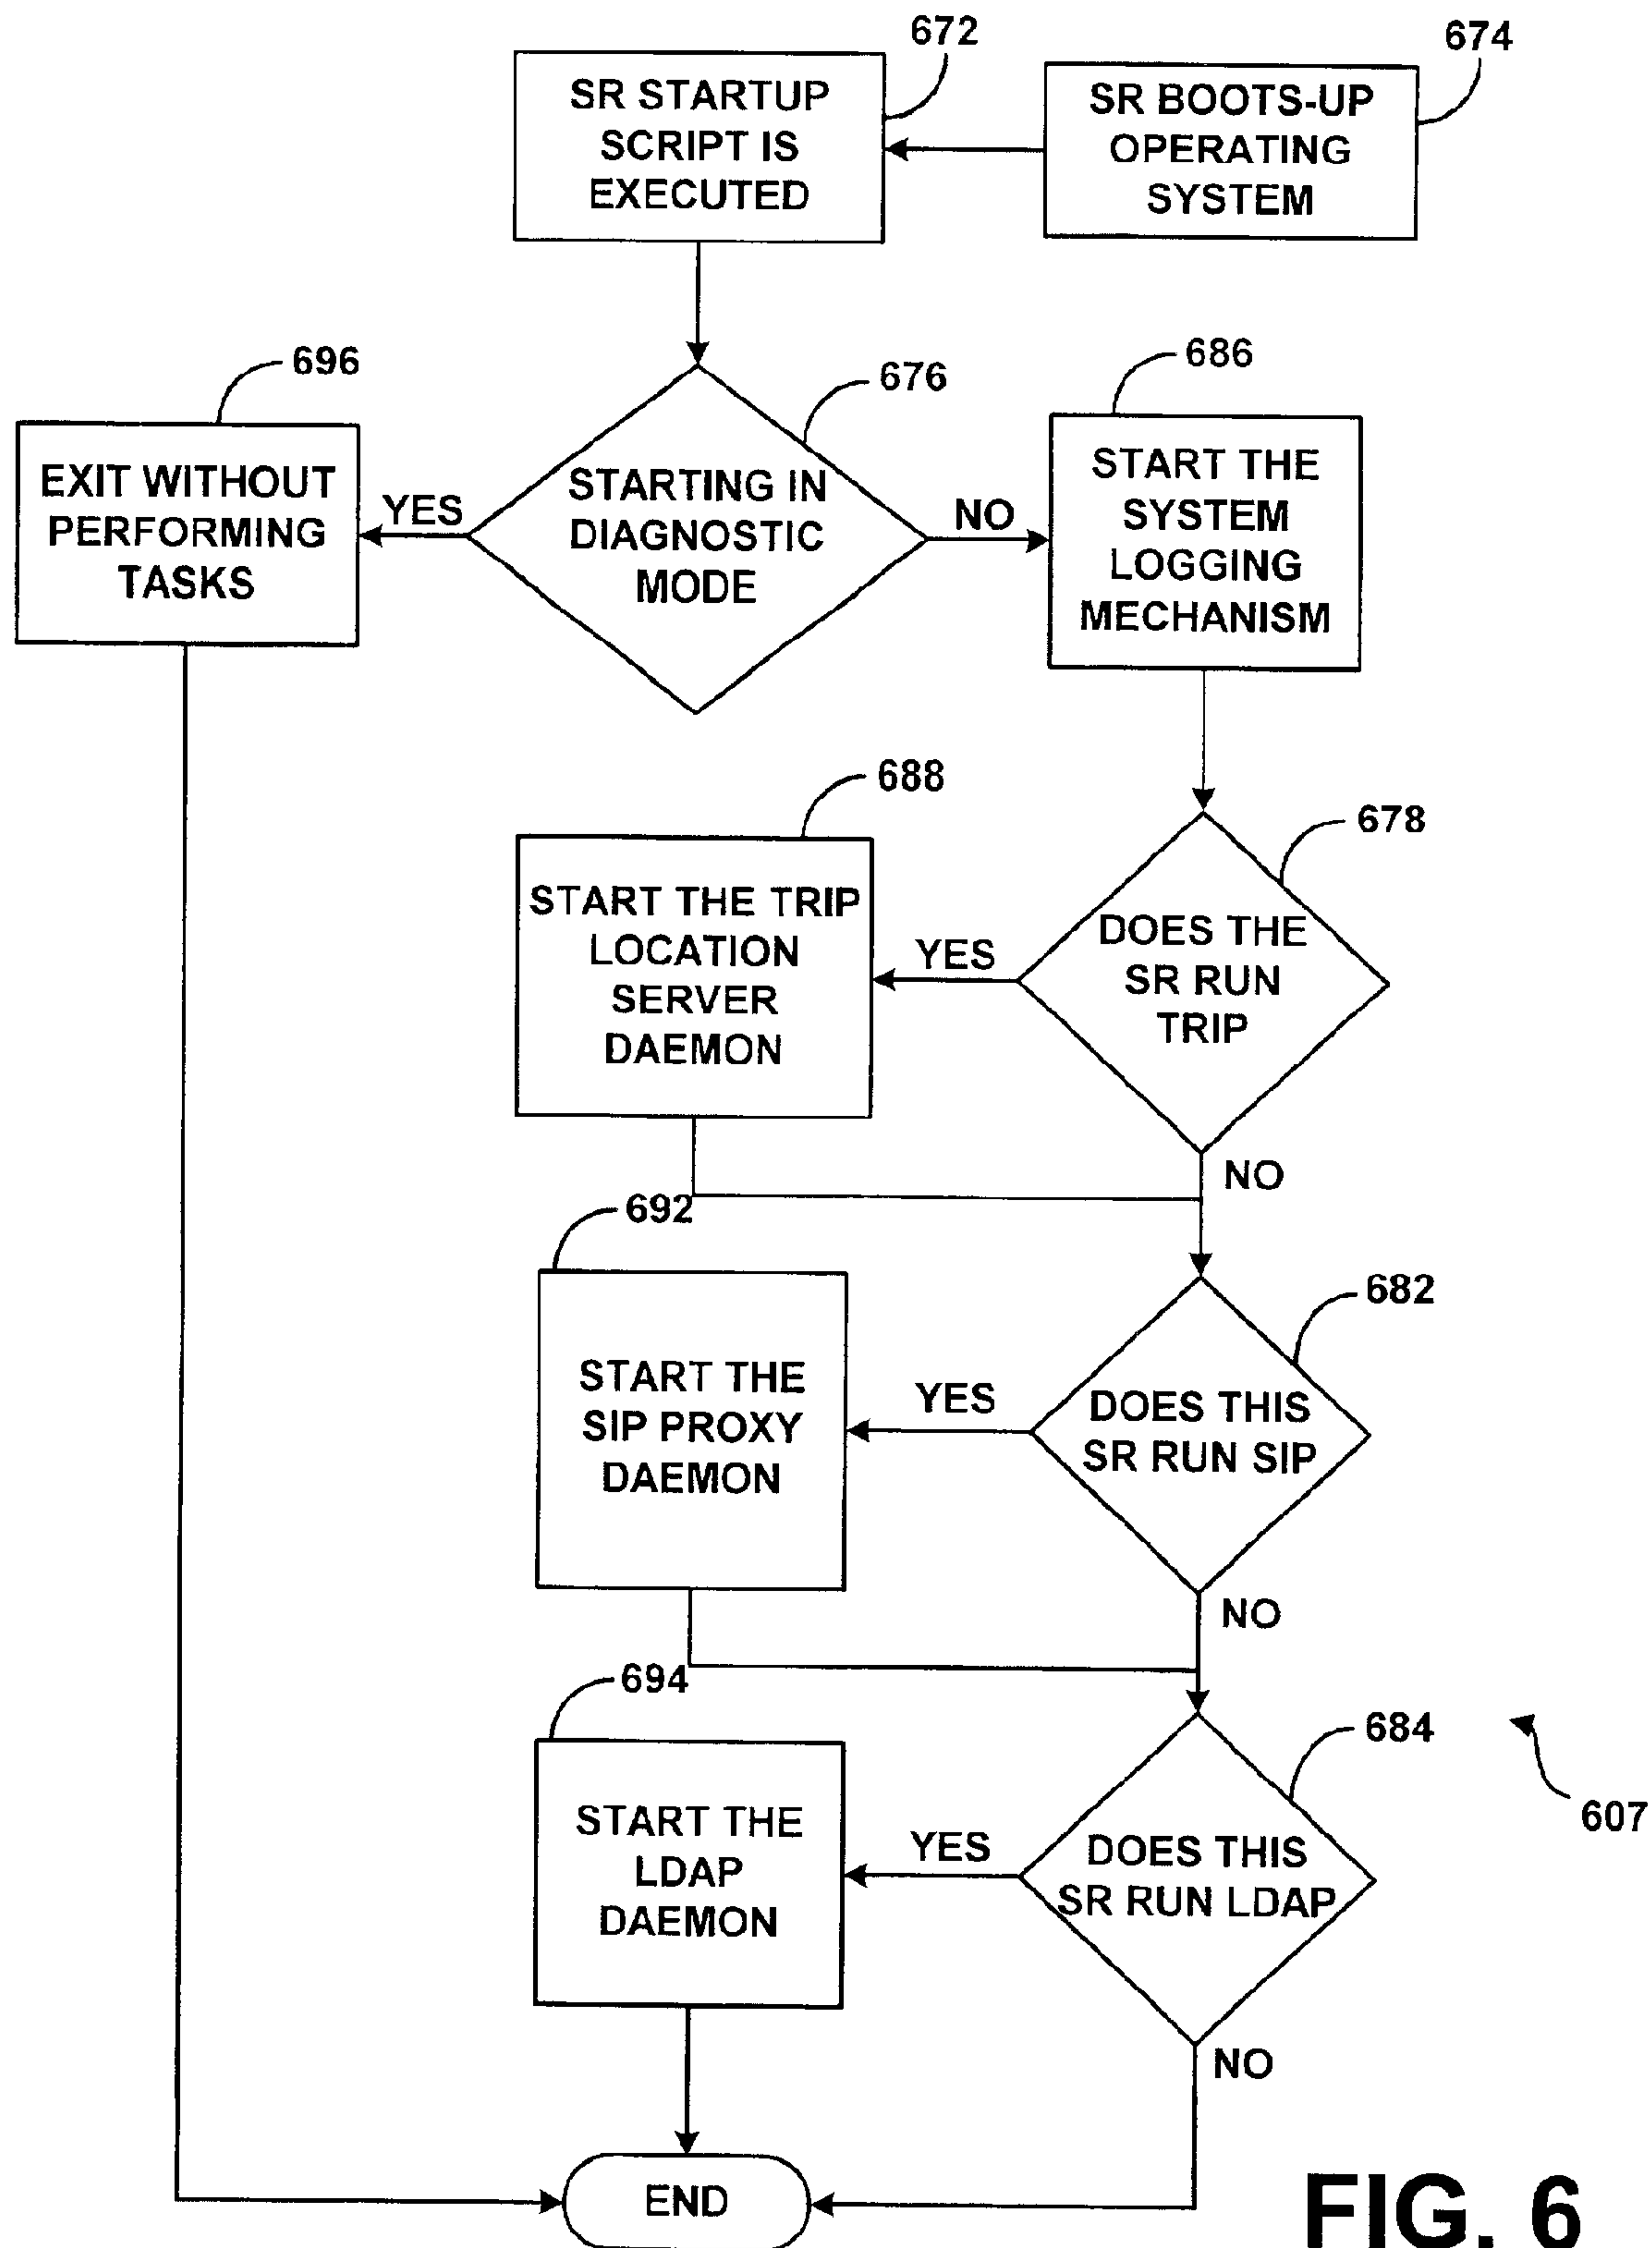 672
674
SR STARTUP
SCRIPT IS
EXECUTED
SR BOOTS-UP
OPERATING
SYSTEM
696
676
686
EXIT WITHOUT
PERFORMING
TASKS
YES
STARTING IN
DIAGNOSTIC
MODE
NO
START THE
SYSTEM
LOGGING
MECHANISM
688
678
START THE TRIP
LOCATION
SERVER
DAEMON
YES
DOES THE
SR RUN
TRIP
NO
692
682
START THE
SIP PROXY
DAEMON
YES
DOES THIS
SR RUN SIP
NO
694
684
607
START THE
LDAP
DAEMON
YES
DOES THIS
SR RUN LDAP
NO
END
FIG. 6